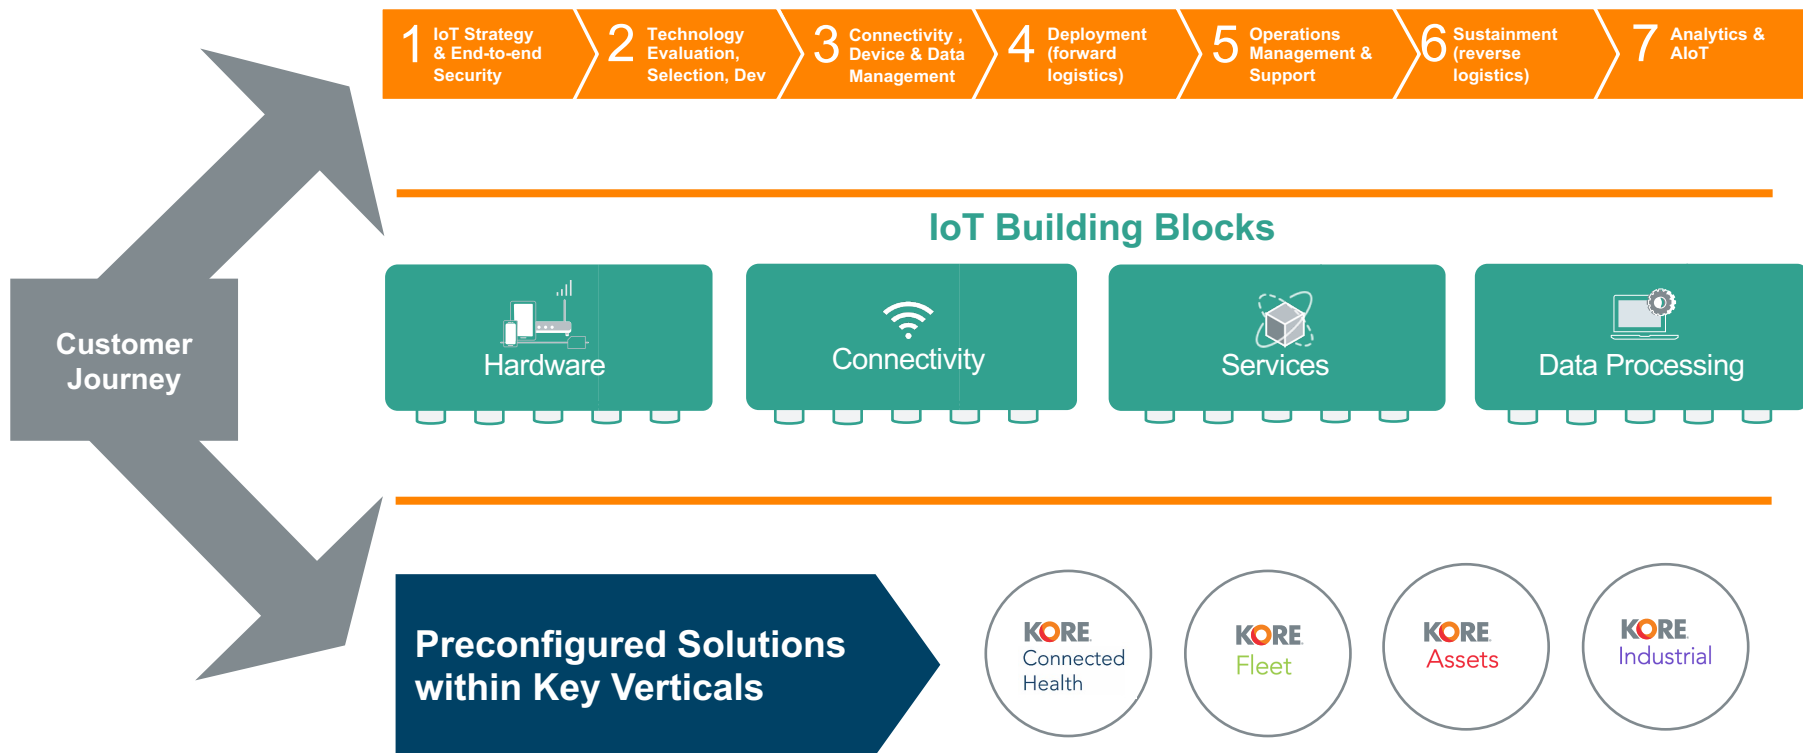 1 IoT Strategy
& End-to-end
Security
2 Technology
Evaluation,
Selection, Dev
3 Connectivity ,
Device & Data
Management
4 Deployment
(forward
logistics)
5 Operations
Management &
Support
6 Sustainment
(reverse
logistics)
7 Analytics &
AIoT
IoT Building Blocks
Customer
Journey
Hardware
Connectivity
Services
Data Processing
Preconfigured Solutions
within Key Verticals
KORE
Connected
Health
KORE
Fleet
KORE
Assets
KORE
Industrial